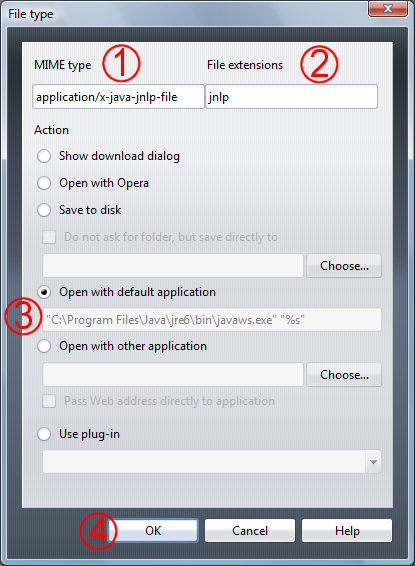 File type
MIME type ① File extensions ②
application/x-java-jnlp-file jnlp
Action
Show download dialog
Open with Opera
Save to disk
Do not ask for folder, but save directly to
Choose...
Open with default application
③ "C:\Program Files\Java\jre6\bin\javaws.exe" "%s"
Open with other application
Choose...
Pass Web address directly to application
Use plug-in
④ OK Cancel Help